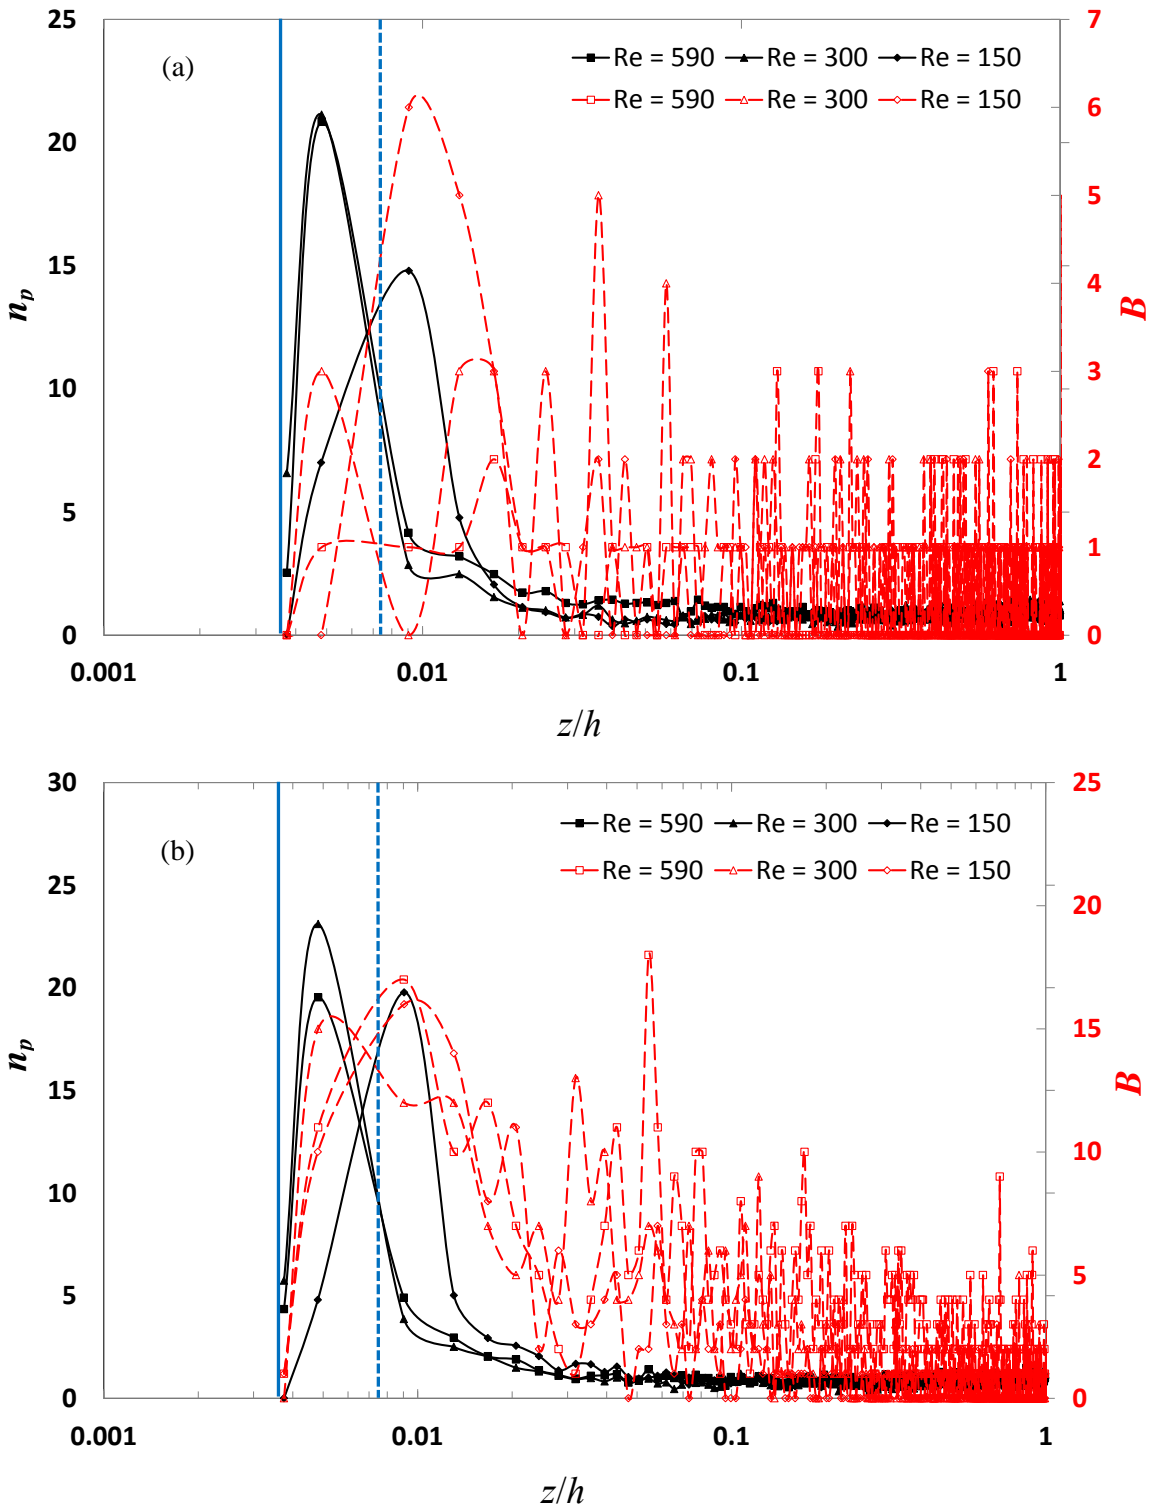 25
20
15
10
5
0
n_p
(a)
Re = 590 Re = 300 Re = 150
Re = 590 Re = 300 Re = 150
7
6
5
4
3
2
1
0
B
0.001 0.01 0.1 1
z/h
30
25
20
15
10
5
0
n_p
(b)
Re = 590 Re = 300 Re = 150
Re = 590 Re = 300 Re = 150
25
20
15
10
5
0
B
0.001 0.01 0.1 1
z/h